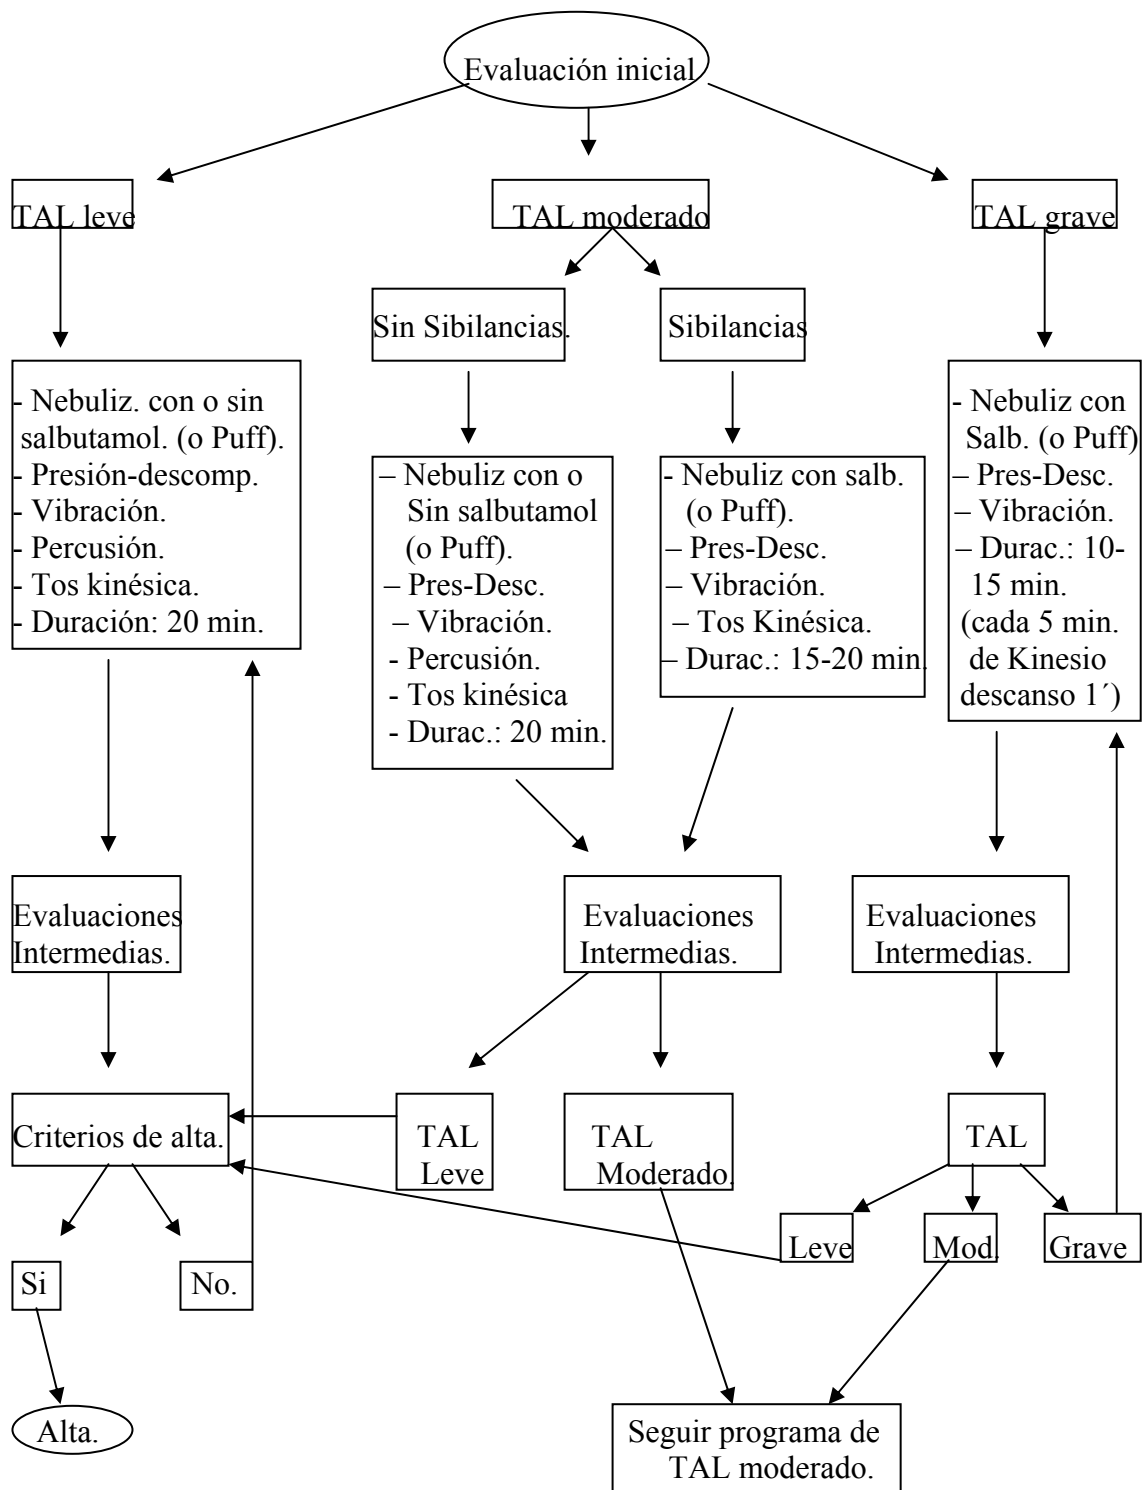 Evaluación inicial
TAL leve
TAL moderado
TAL grave
Sin Sibilancias.
Sibilancias
- Nebuliz. con o sin
salbutamol. (o Puff).
- Presión-descomp.
- Vibración.
- Percusión.
- Tos kinésica.
- Duración: 20 min.
– Nebuliz con o
Sin salbutamol
(o Puff).
– Pres-Desc.
– Vibración.
- Percusión.
- Tos kinésica
- Durac.: 20 min.
- Nebuliz con salb.
(o Puff).
– Pres-Desc.
– Vibración.
– Tos Kinésica.
– Durac.: 15-20 min.
- Nebuliz con
Salb. (o Puff)
– Pres-Desc.
– Vibración.
– Durac.: 10-
15 min.
(cada 5 min.
de Kinesio
descanso 1´)
Evaluaciones
Intermedias.
Evaluaciones
Intermedias.
Evaluaciones
Intermedias.
Criterios de alta.
TAL
Leve
TAL
Moderado.
TAL
Leve
Mod.
Grave
Si
No.
Alta.
Seguir programa de
TAL moderado.